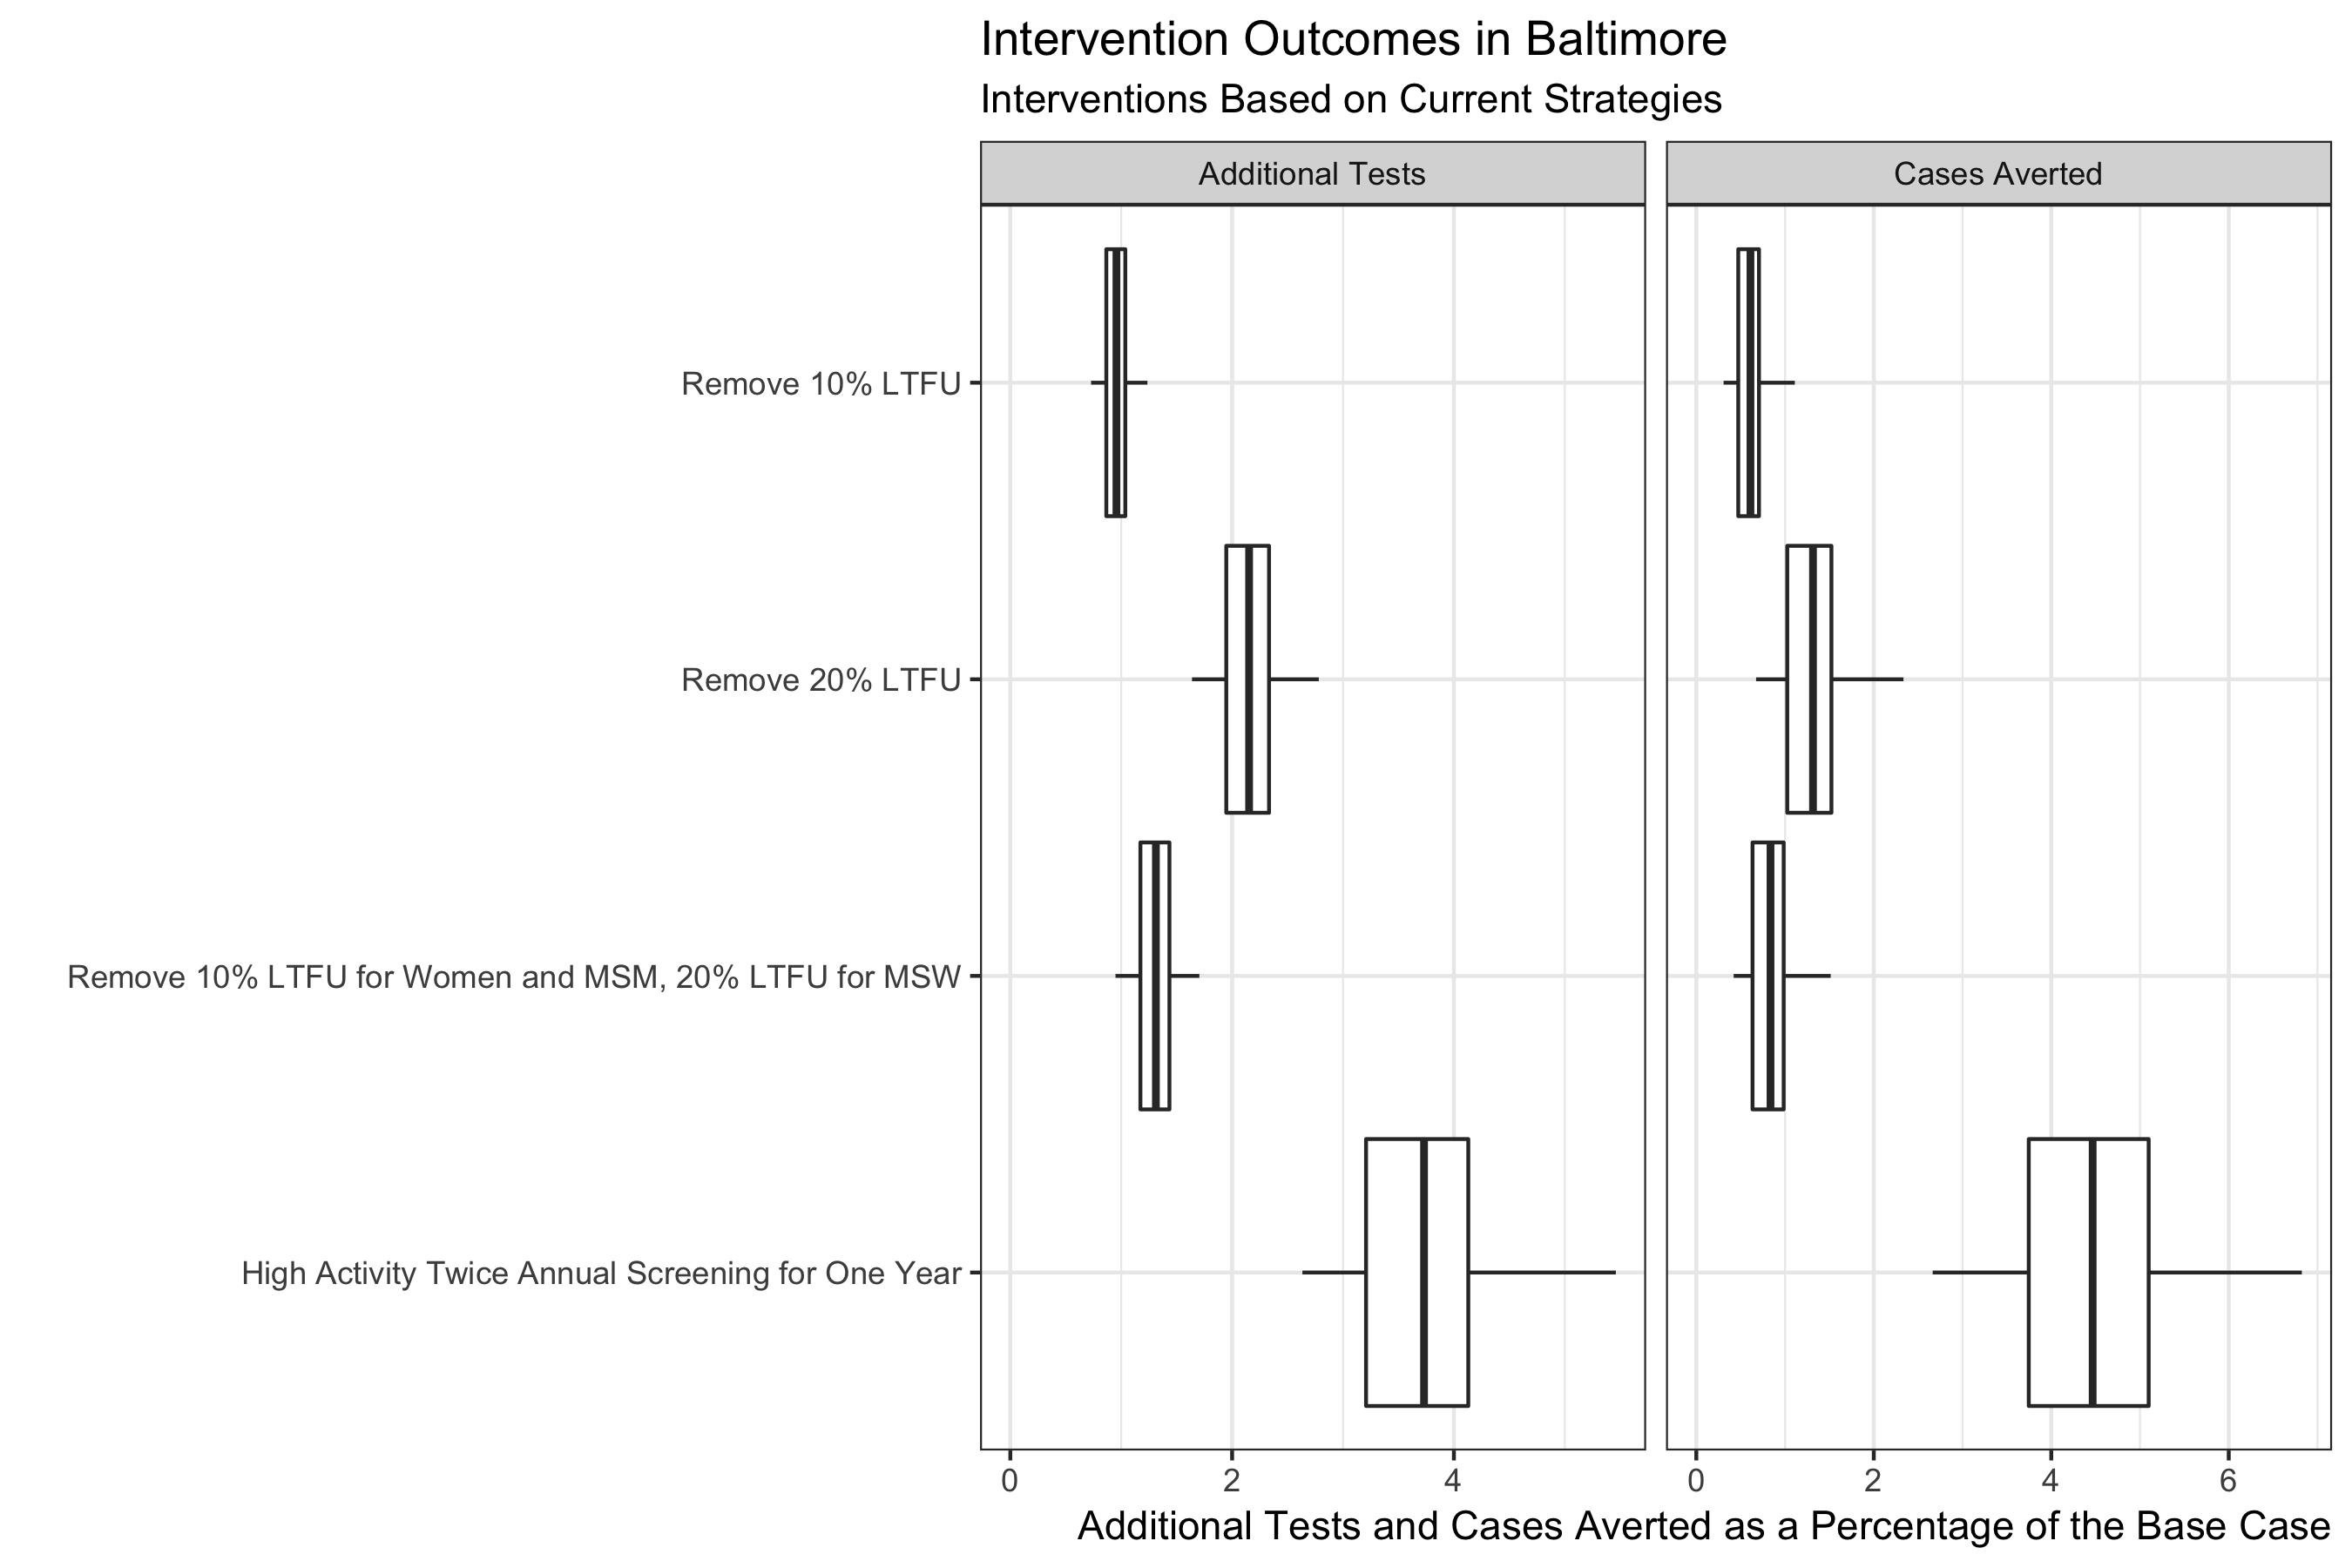 Intervention Outcomes in Baltimore
Interventions Based on Current Strategies
Additional Tests
Cases Averted
Remove 10% LTFU
Remove 20% LTFU
Remove 10% LTFU for Women and MSM, 20% LTFU for MSW
High Activity Twice Annual Screening for One Year
0 2 4
0 2 4 6
Additional Tests and Cases Averted as a Percentage of the Base Case